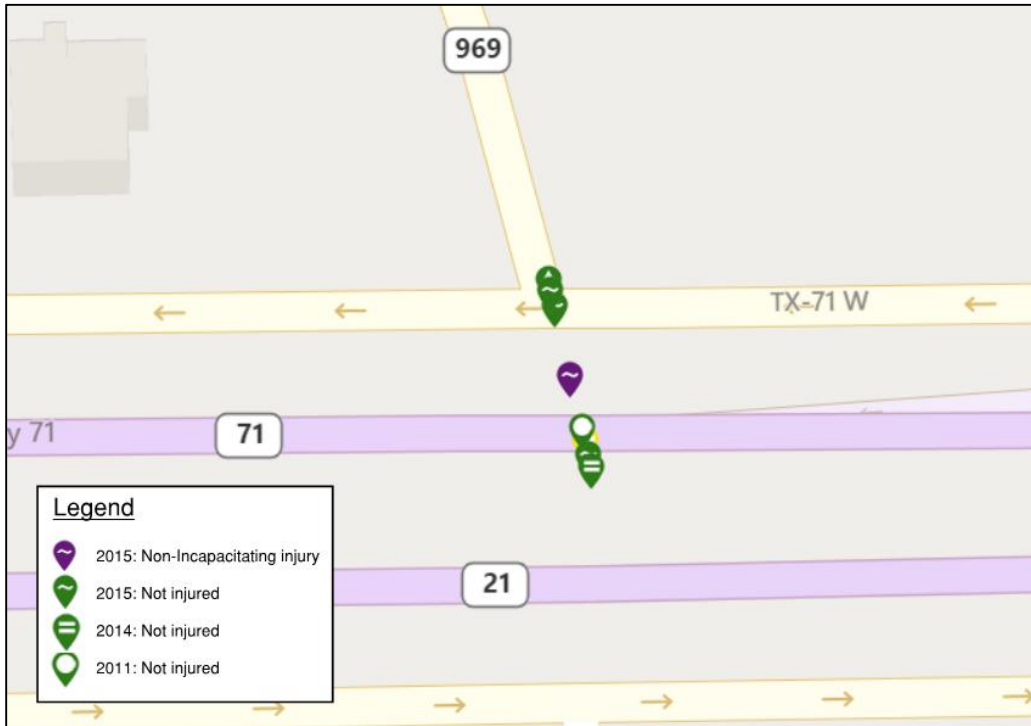 969
TX-71 W
y 71
71
Legend
2015: Non-Incapacitating injury
2015: Not injured
2014: Not injured
2011: Not injured
21